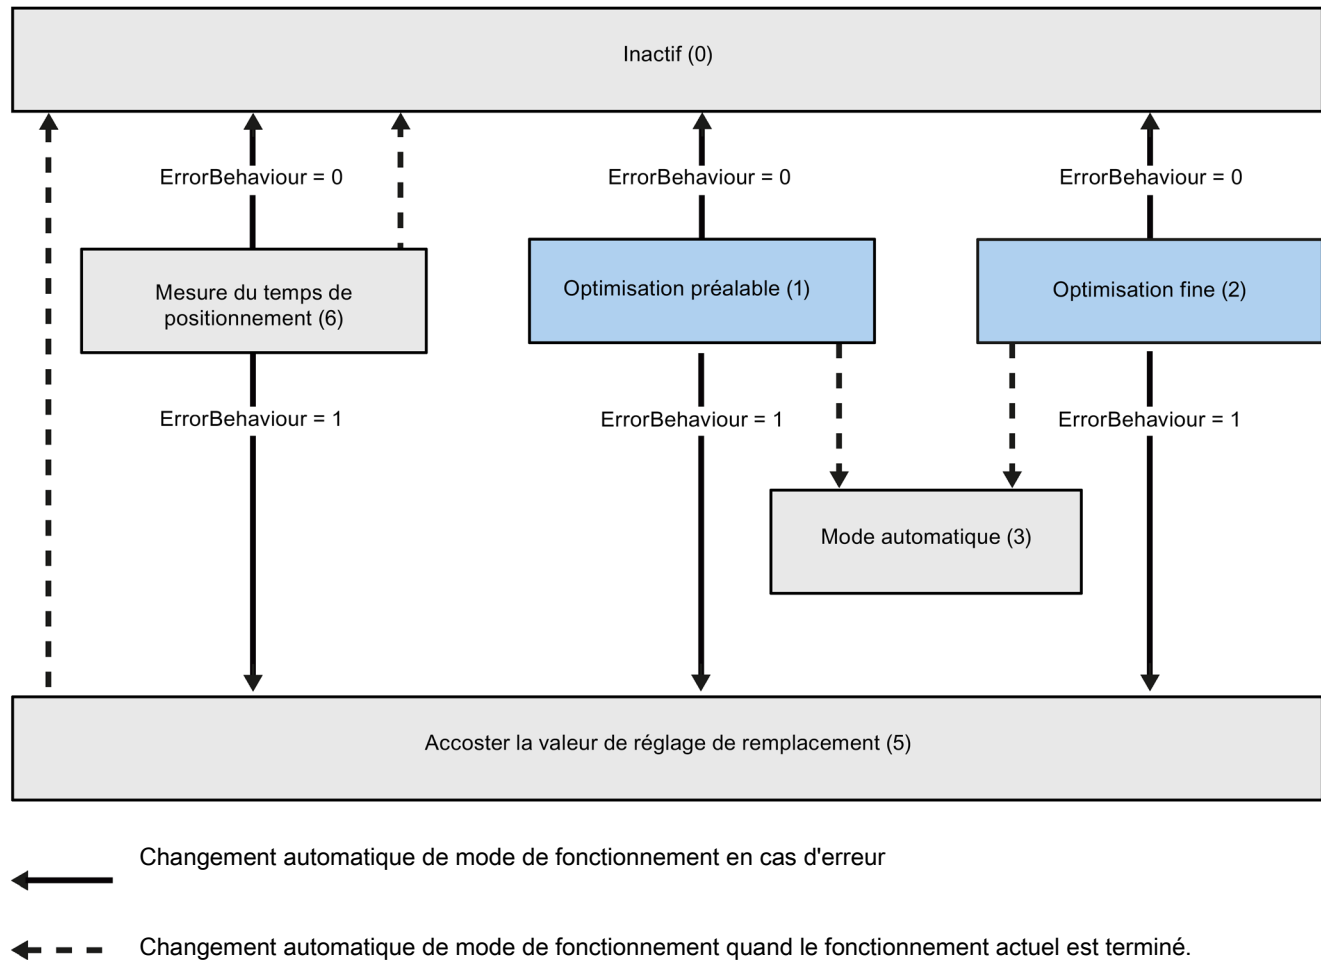 Inactif (0)
ErrorBehaviour = 0
ErrorBehaviour = 0
ErrorBehaviour = 0
Mesure du temps de
positionnement (6)
Optimisation préalable (1)
Optimisation fine (2)
ErrorBehaviour = 1
ErrorBehaviour = 1
ErrorBehaviour = 1
Mode automatique (3)
Accoster la valeur de réglage de remplacement (5)
Changement automatique de mode de fonctionnement en cas d'erreur
Changement automatique de mode de fonctionnement quand le fonctionnement actuel est terminé.